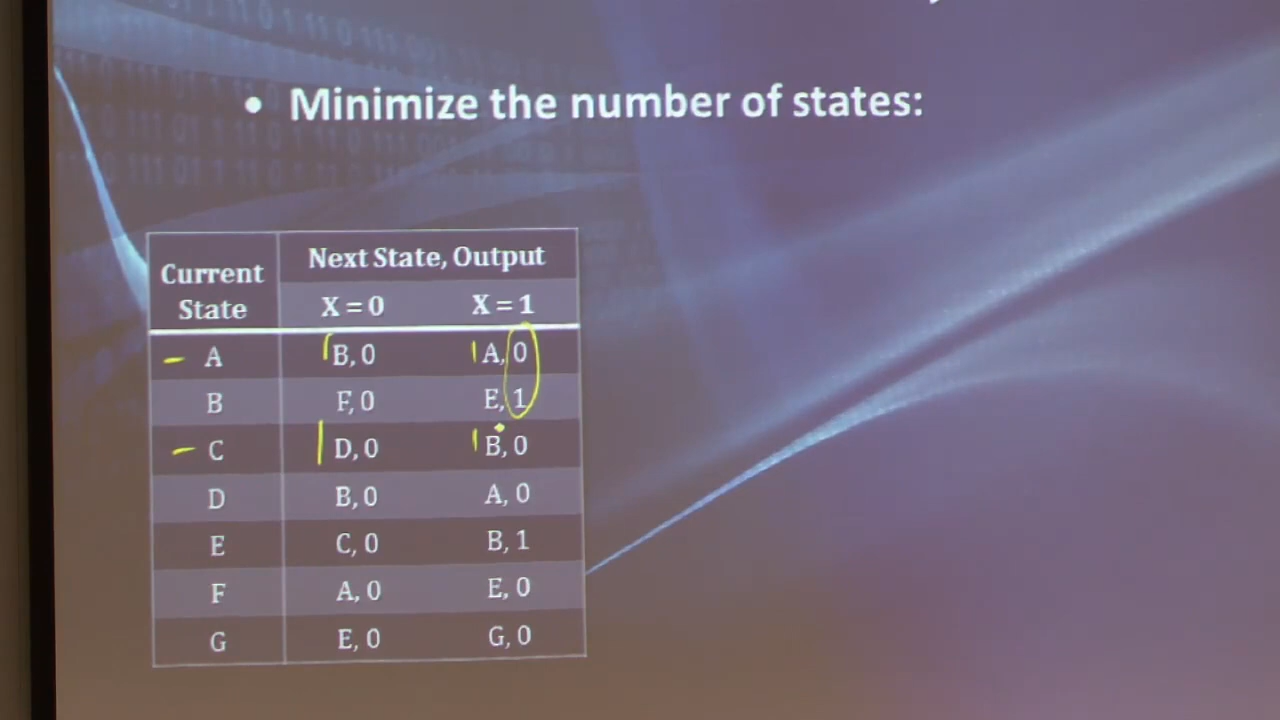 • Minimize the number of states:
Current State Next State, Output
X = 0 X = 1
A B, 0 A, 0
B F, 0 E, 1
C D, 0 B, 0
D B, 0 A, 0
E C, 0 B, 1
F A, 0 E, 0
G E, 0 G, 0